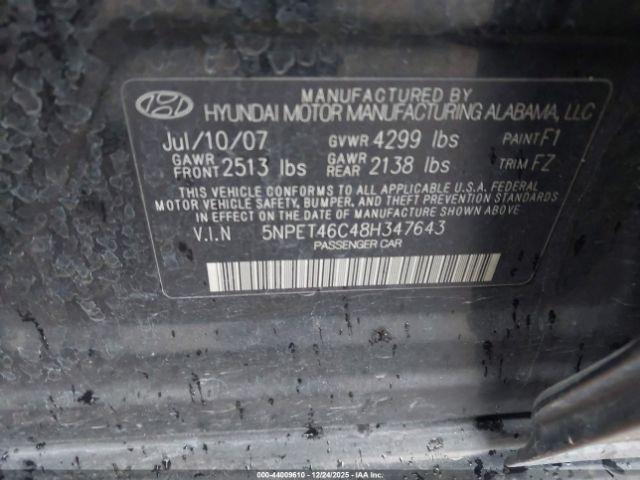 MANUFACTURED BY
HYUNDAI MOTOR MANUFACTURING ALABAMA, LLC
Jul/10/07 GVWR 4299 lbs PAINT F1
GAWR FRONT 2513 lbs GAWR REAR 2138 lbs TRIM FZ
THIS VEHICLE CONFORMS TO ALL APPLICABLE U.S.A. FEDERAL
MOTOR VEHICLE SAFETY, BUMPER, AND THEFT PREVENTION STANDARDS
IN EFFECT ON THE DATE OF MANUFACTURE SHOWN ABOVE.
V.I.N 5NPET46C48H347643
PASSENGER CAR
000-44009610 - 12/24/2025 - IAAI.COM